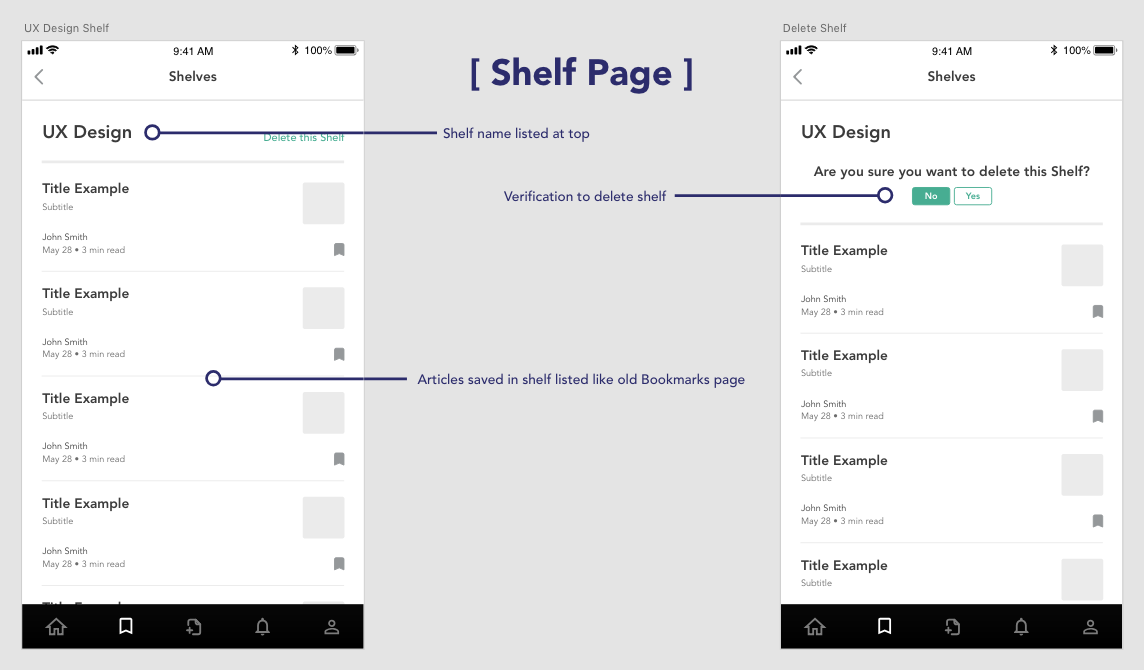 UX Design Shelf
9:41 AM
100%
Shelves
UX Design
Delete this Shelf
Title Example
Subtitle
John Smith
May 28 • 3 min read
Title Example
Subtitle
John Smith
May 28 • 3 min read
Title Example
Subtitle
John Smith
May 28 • 3 min read
Title Example
Subtitle
John Smith
May 28 • 3 min read
Title Example
[ Shelf Page ]
Shelf name listed at top
Verification to delete shelf
Articles saved in shelf listed like old Bookmarks page
Delete Shelf
9:41 AM
100%
Shelves
UX Design
Are you sure you want to delete this Shelf?
No
Yes
Title Example
Subtitle
John Smith
May 28 • 3 min read
Title Example
Subtitle
John Smith
May 28 • 3 min read
Title Example
Subtitle
John Smith
May 28 • 3 min read
Title Example
Subtitle